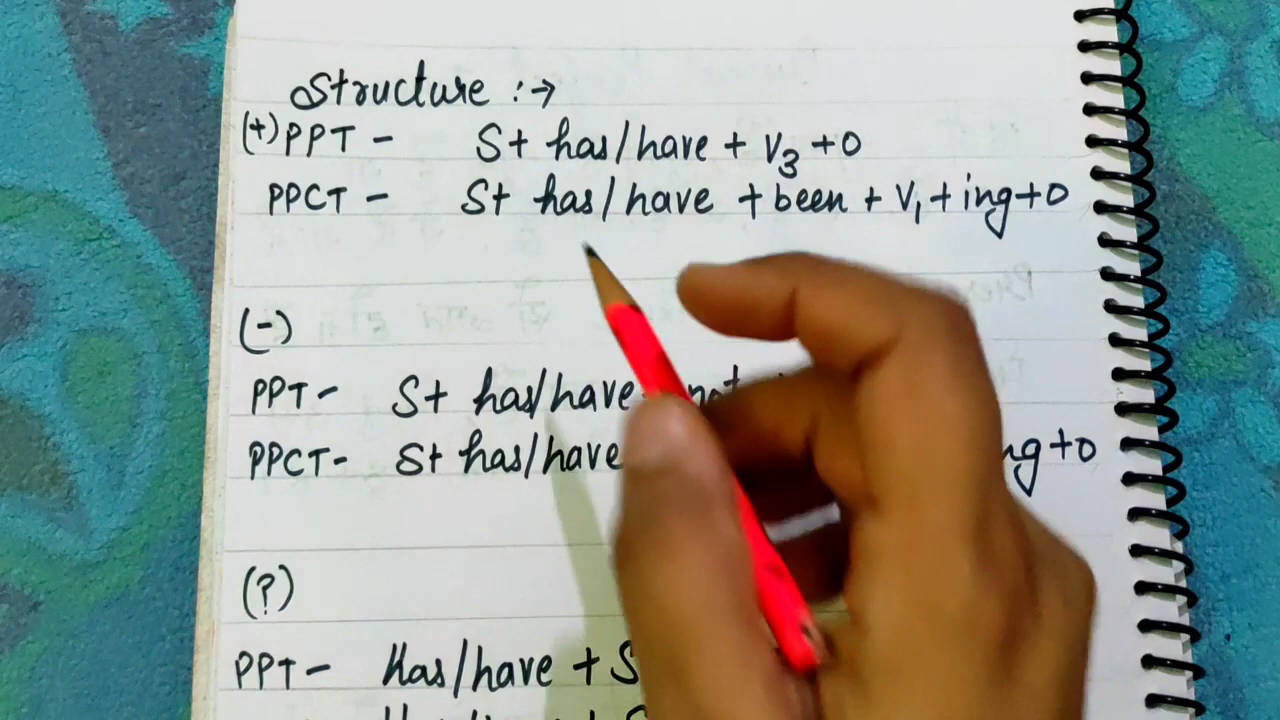 Structure :→
(+) PPT - S + has/have + V3 + O
PPCT - S + has/have + been + V1 + ing + O
(-)
PPT - S + has/have not
PPCT - S + has/have ng + O
(?)
PPT - Has/have + S